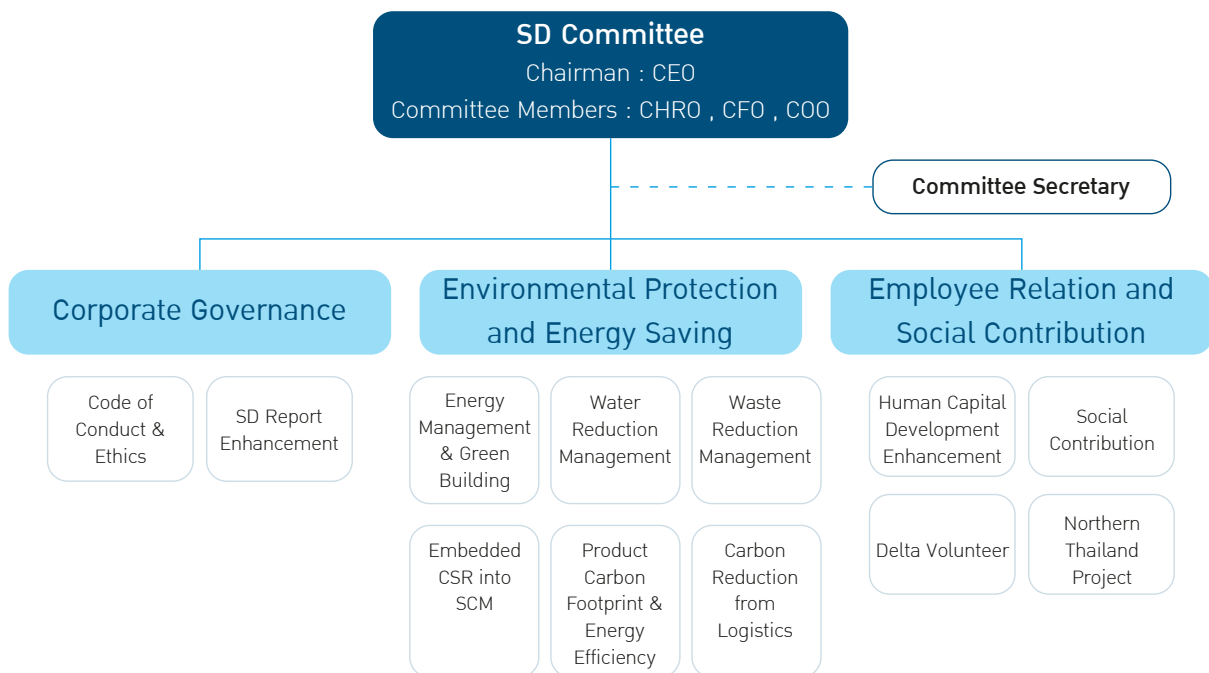 SD Committee
Chairman : CEO
Committee Members : CHRO , CFO , COO
Committee Secretary
Corporate Governance
Environmental Protection
and Energy Saving
Employee Relation and
Social Contribution
Code of
Conduct &
Ethics
SD Report
Enhancement
Energy
Management
& Green
Building
Water
Reduction
Management
Waste
Reduction
Management
Human Capital
Development
Enhancement
Social
Contribution
Embedded
CSR into
SCM
Product
Carbon
Footprint &
Energy
Efficiency
Carbon
Reduction
from
Logistics
Delta Volunteer
Northern
Thailand
Project